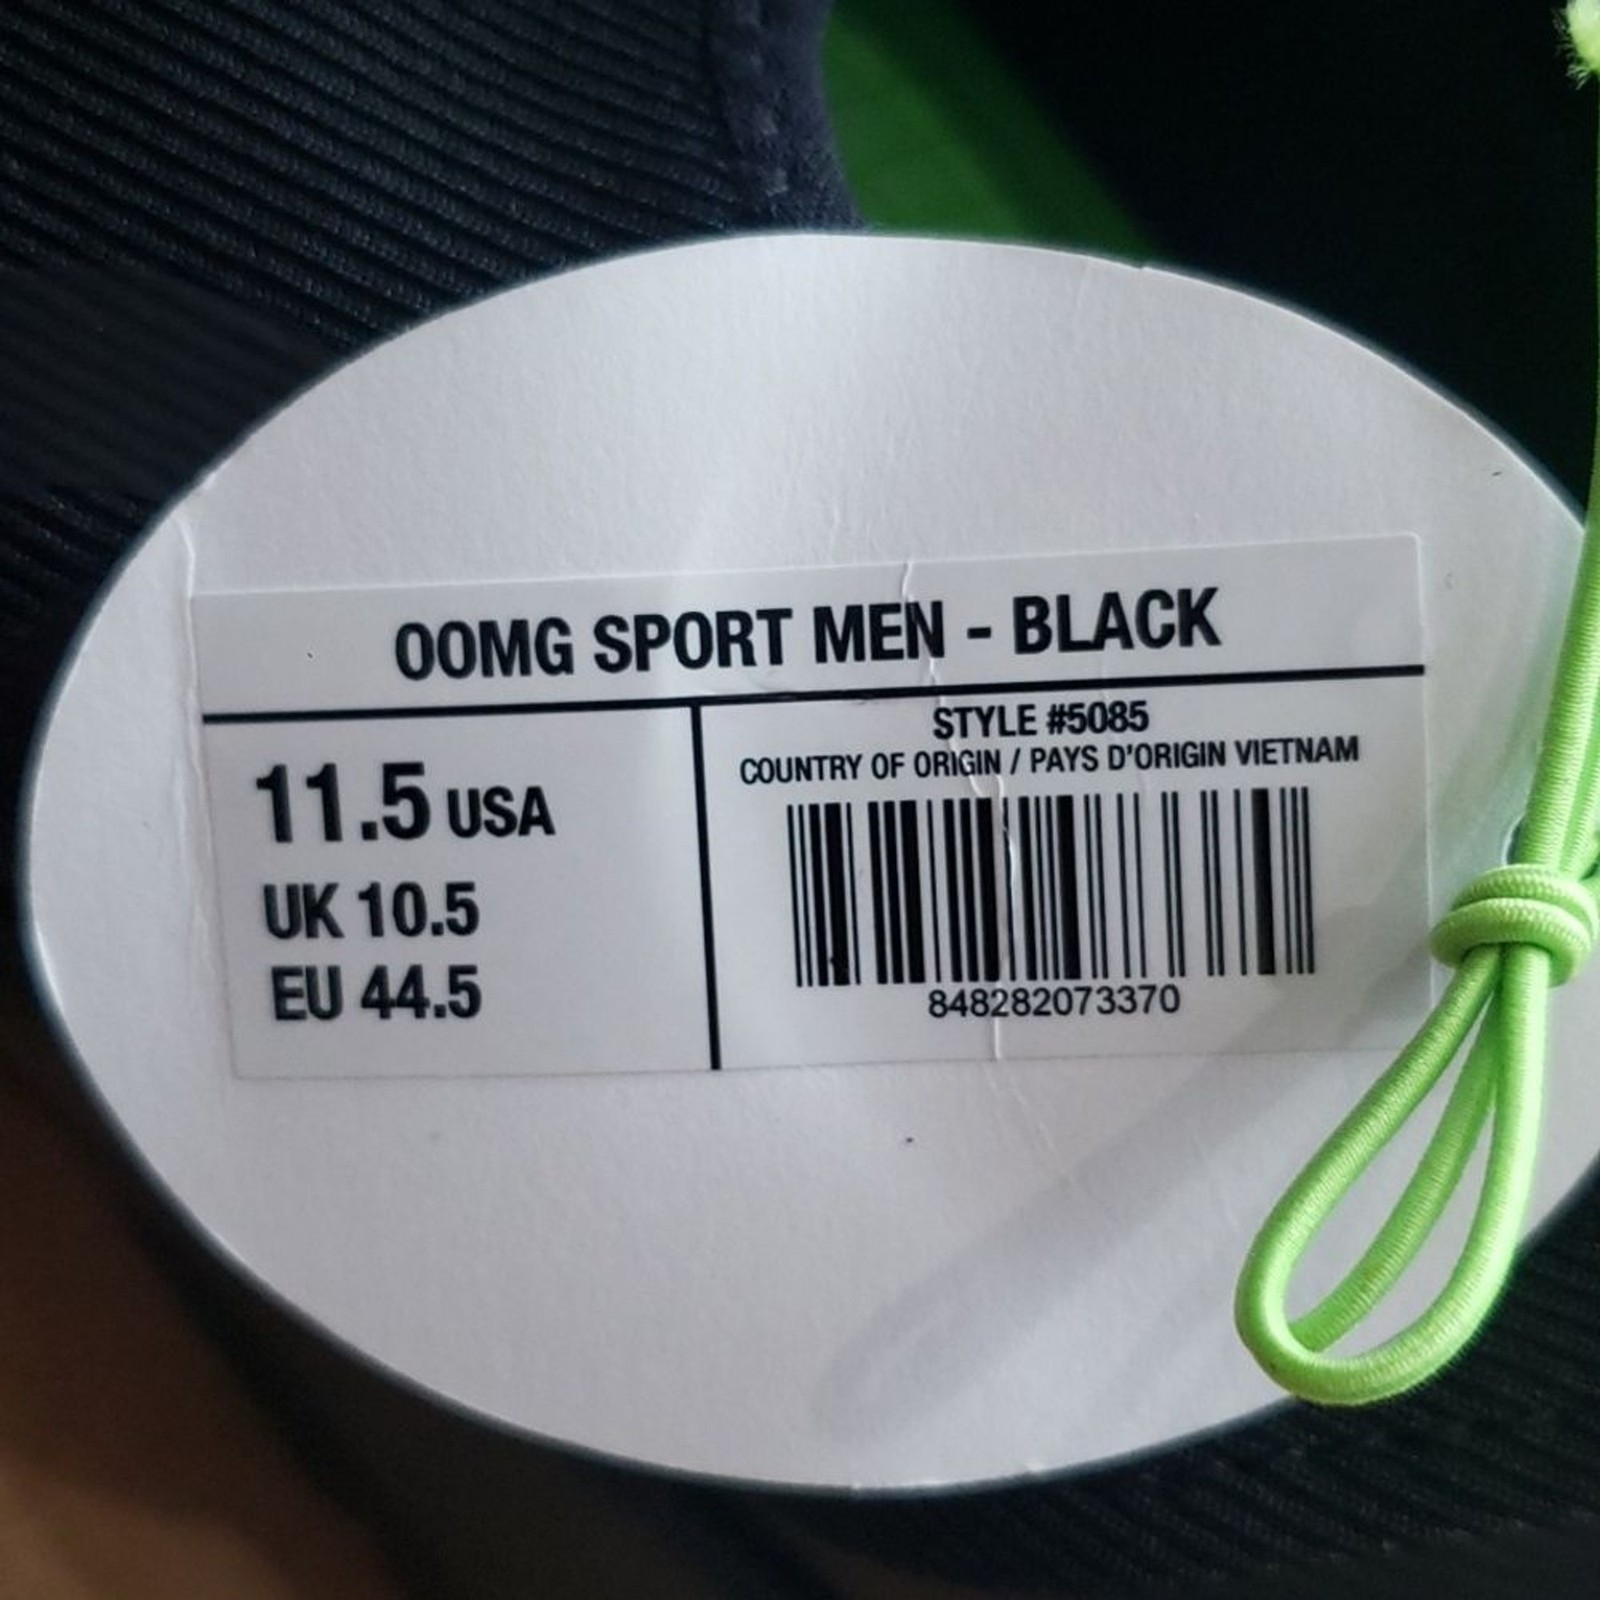 OOMG SPORT MEN - BLACK
11.5 USA
UK 10.5
EU 44.5
STYLE #5085
COUNTRY OF ORIGIN / PAYS D'ORIGIN VIETNAM
848282073370